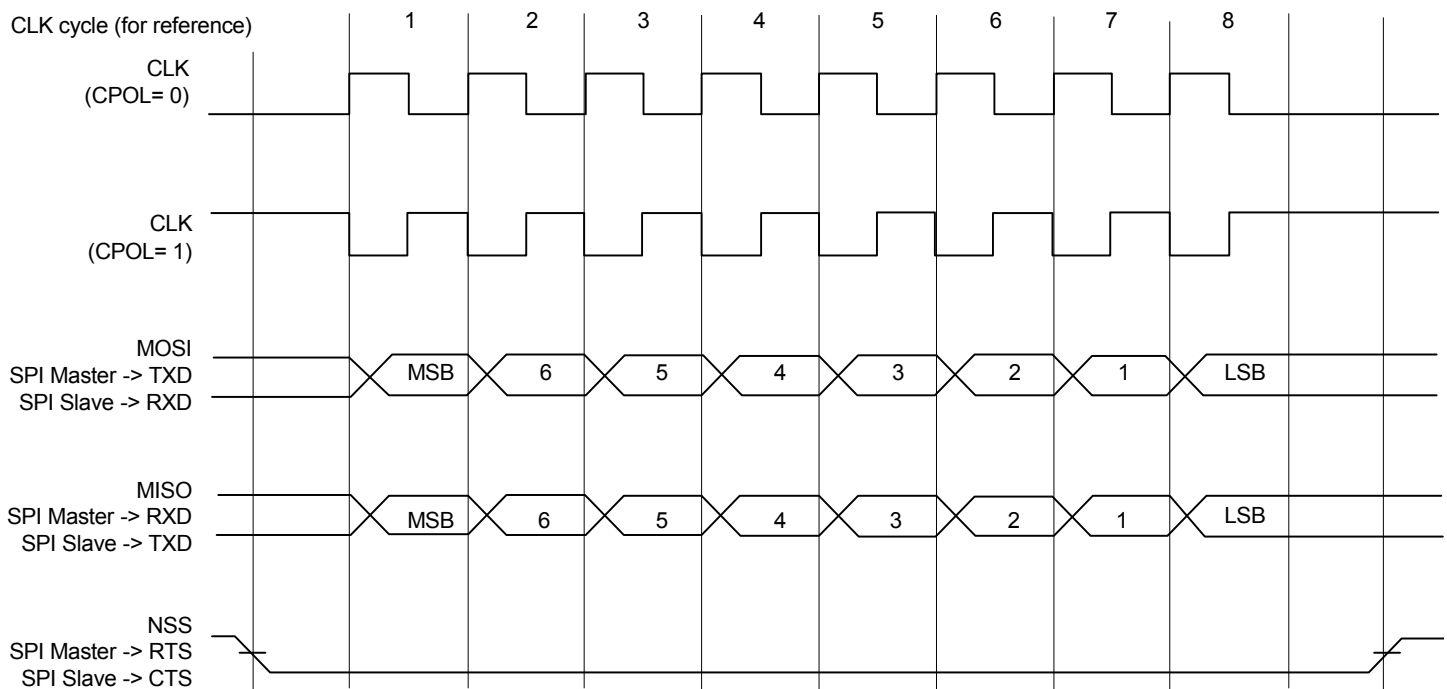 CLK cycle (for reference) 1 2 3 4 5 6 7 8
CLK
(CPOL= 0)
CLK
(CPOL= 1)
MOSI
SPI Master -> TXD
SPI Slave -> RXD
MSB 6 5 4 3 2 1 LSB
MISO
SPI Master -> RXD
SPI Slave -> TXD
MSB 6 5 4 3 2 1 LSB
NSS
SPI Master -> RTS
SPI Slave -> CTS